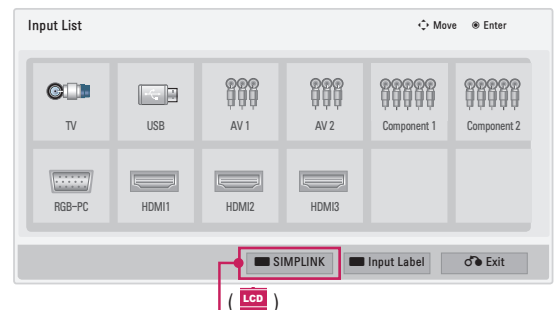 Input List
Move Enter
TV USB AV 1 AV 2 Component 1 Component 2
RGB-PC HDMI1 HDMI2 HDMI3
SIMPLINK Input Label Exit
( LCD )